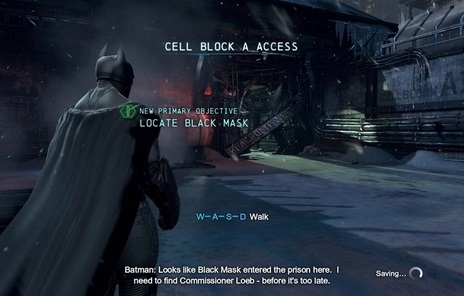 CELL BLOCK A ACCESS
NEW PRIMARY OBJECTIVE
LOCATE BLACK MASK
W-A-S-D Walk
Batman: Looks like Black Mask entered the prison here. I
need to find Commissioner Loeb - before it's too late.
Saving...